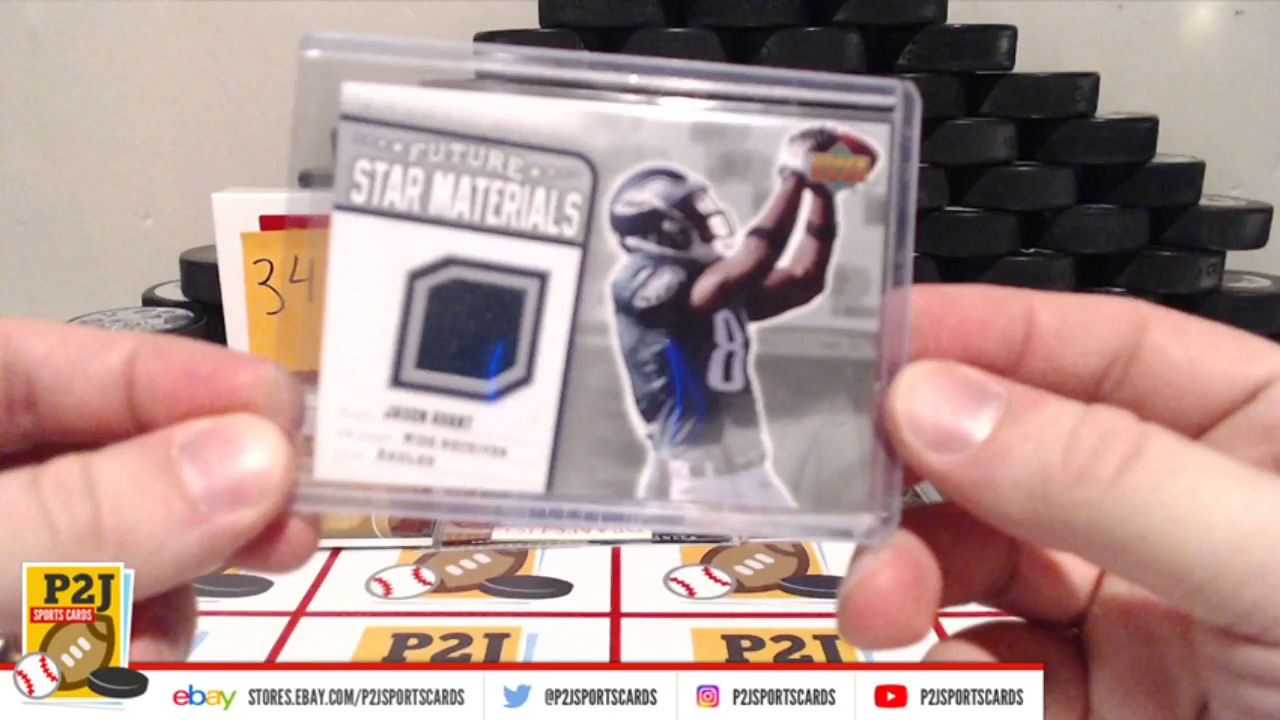 FUTURE
STAR MATERIALS
34
JASON AVANT
WIDE RECEIVER
EAGLES
8
P2J
SPORTS CARDS
P2J
P2J
ebay STORES.EBAY.COM/P2JSPORTSCARDS
@P2JSPORTSCARDS
P2JSPORTSCARDS
P2JSPORTSCARDS